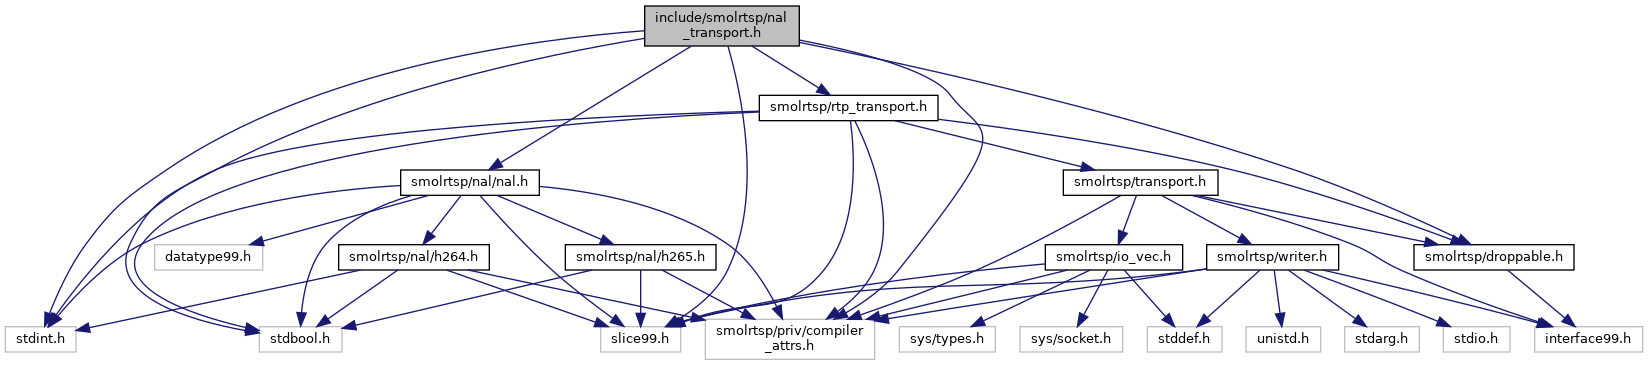 include/smolrtsp/nal
_transport.h
smolrtsp/rtp_transport.h
smolrtsp/nal/nal.h
smolrtsp/transport.h
datatype99.h
smolrtsp/nal/h264.h
smolrtsp/nal/h265.h
smolrtsp/io_vec.h
smolrtsp/writer.h
smolrtsp/droppable.h
stdint.h
stdbool.h
slice99.h
smolrtsp/priv/compiler
_attrs.h
sys/types.h
sys/socket.h
stddef.h
unistd.h
stdarg.h
stdio.h
interface99.h